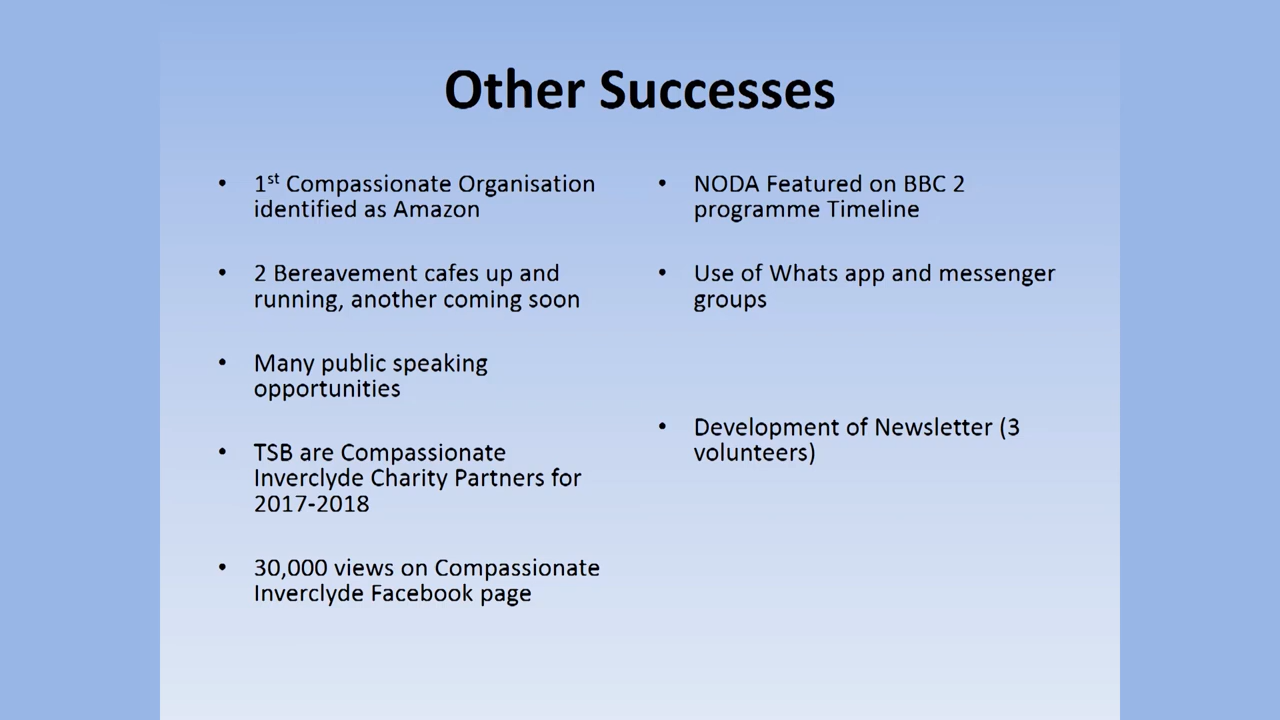 Other Successes
• 1st Compassionate Organisation
identified as Amazon
• 2 Bereavement cafes up and
running, another coming soon
• Many public speaking
opportunities
• TSB are Compassionate
Inverclyde Charity Partners for
2017-2018
• 30,000 views on Compassionate
Inverclyde Facebook page
• NODA Featured on BBC 2
programme Timeline
• Use of Whats app and messenger
groups
• Development of Newsletter (3
volunteers)